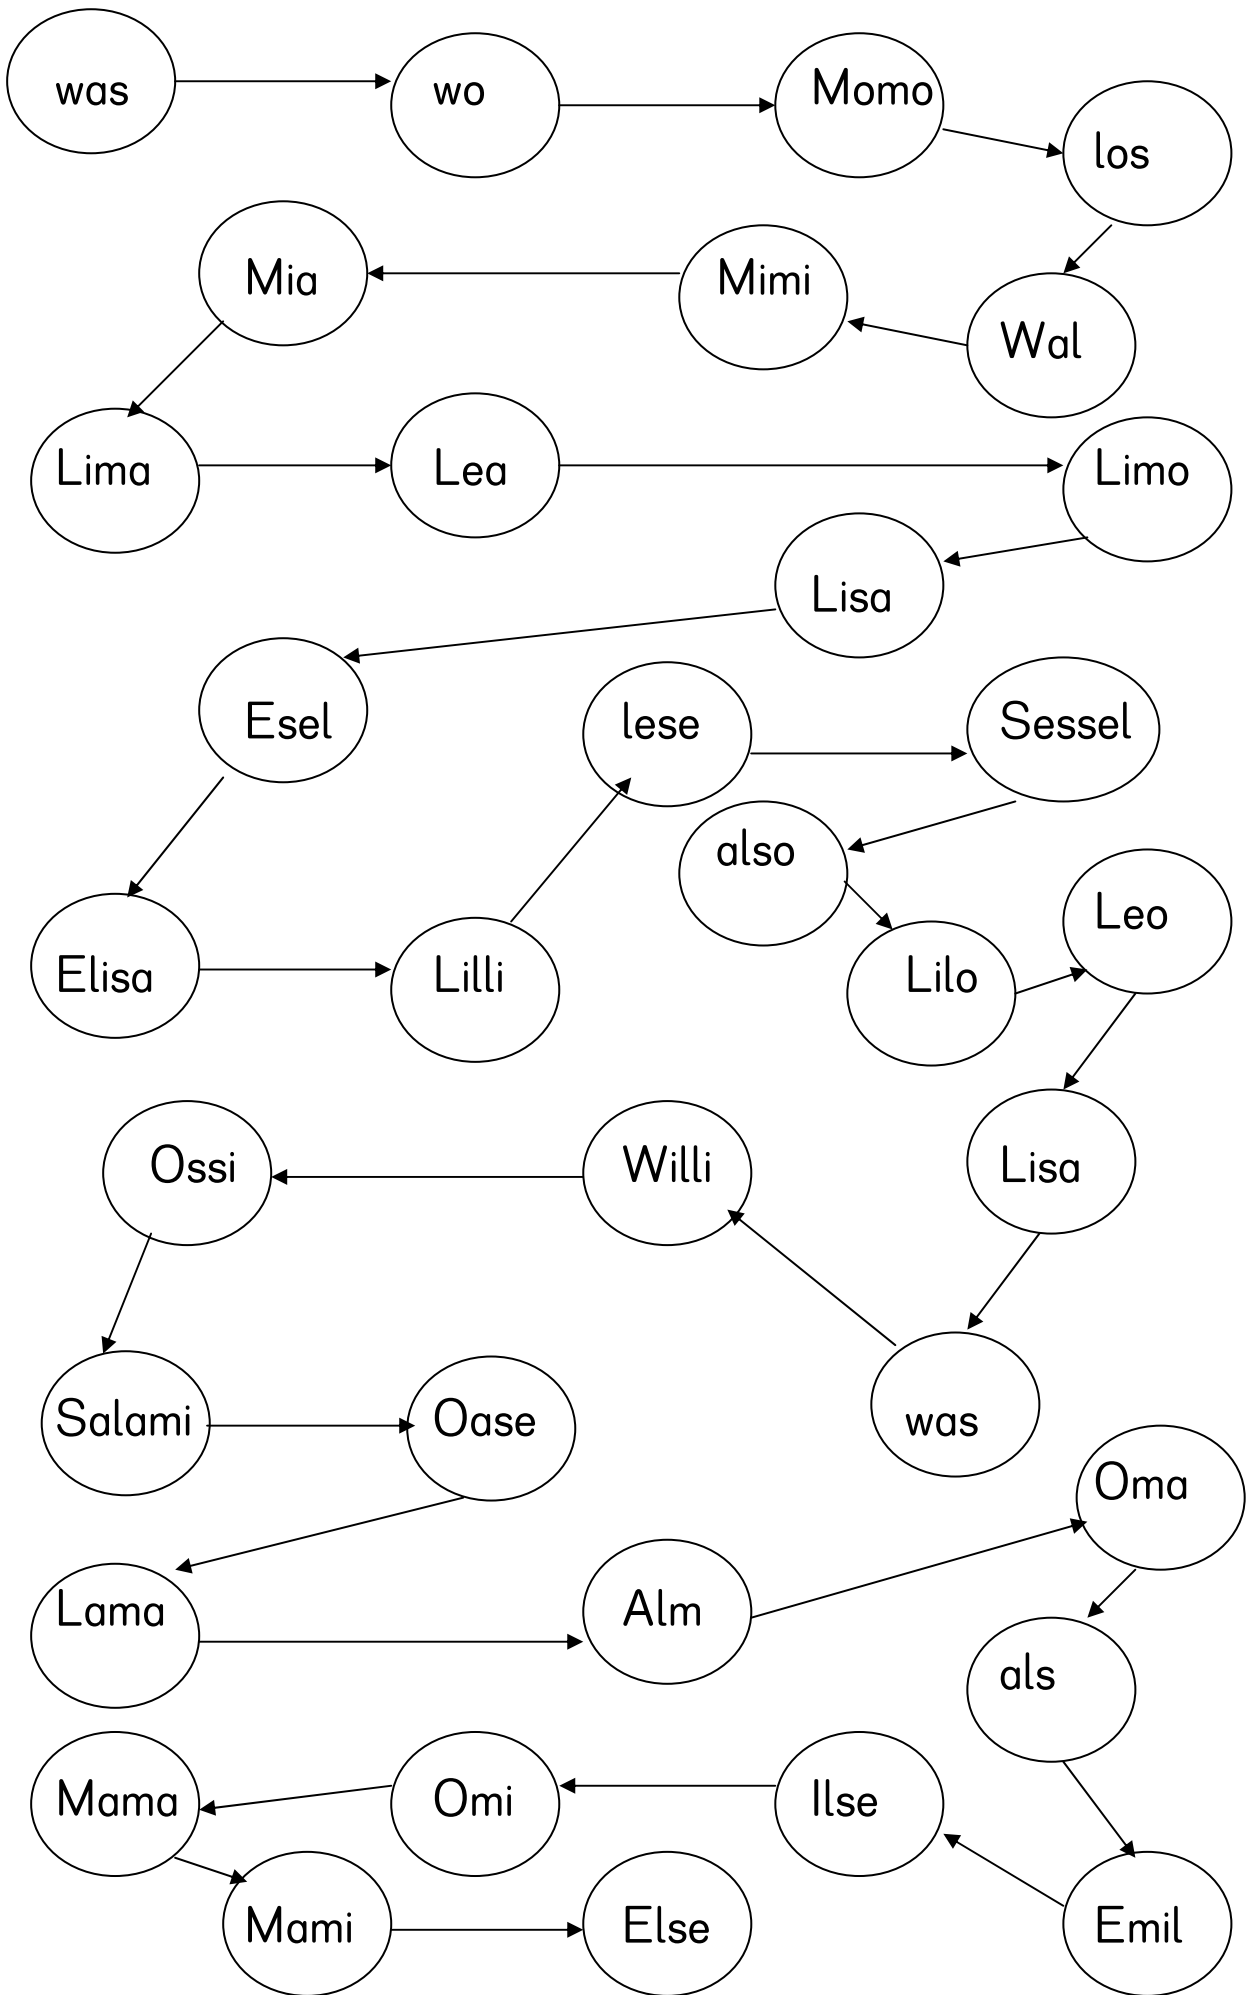 was
wo
Momo
los
Wal
Mimi
Mia
Lima
Lea
Limo
Lisa
Esel
Elisa
Lilli
lese
Sessel
also
Lilo
Leo
Lisa
was
Willi
Ossi
Salami
Oase
Lama
Alm
Oma
als
Emil
Ilse
Omi
Mama
Mami
Else